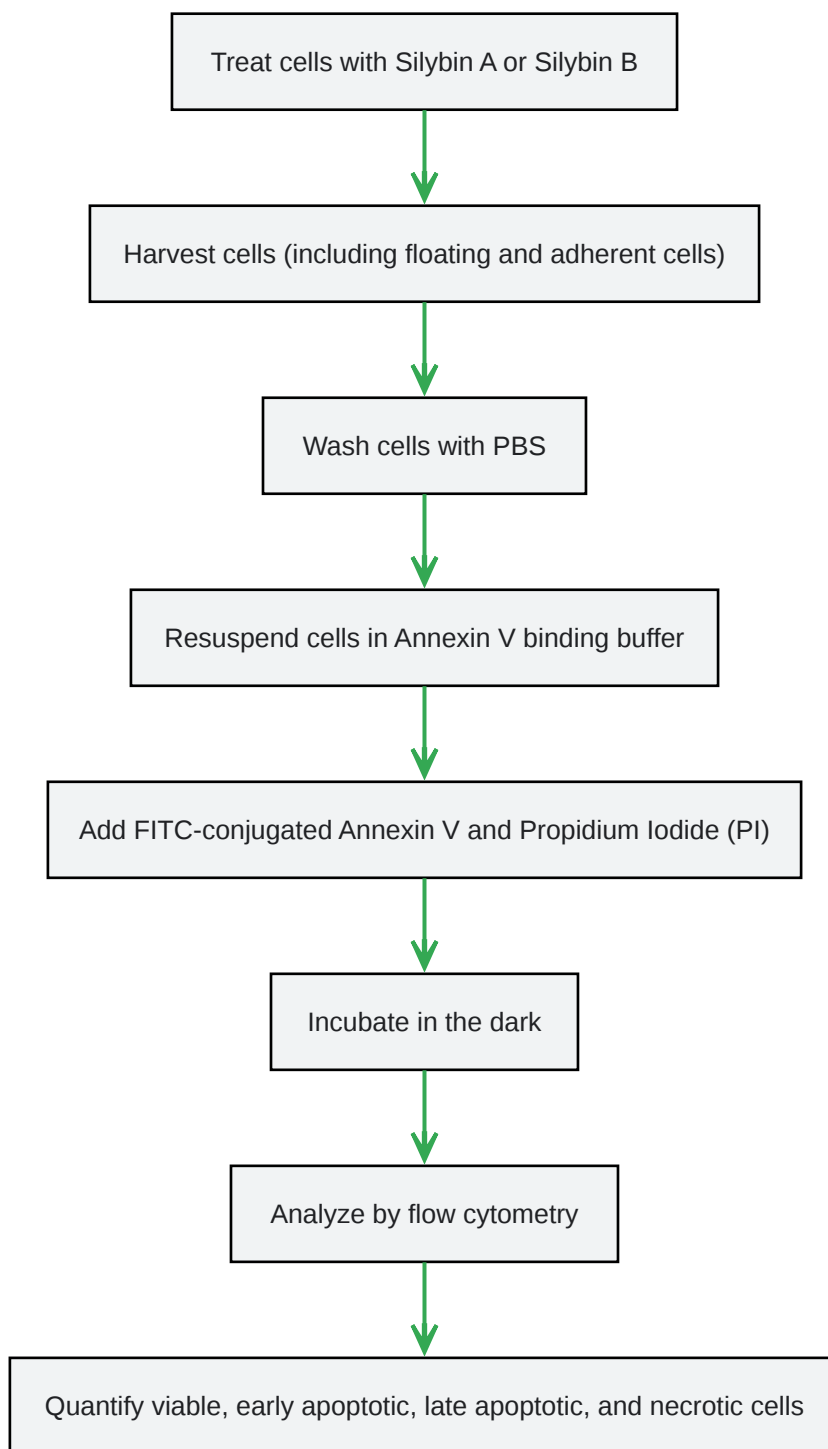 Treat cells with Silybin A or Silybin B
Harvest cells (including floating and adherent cells)
Wash cells with PBS
Resuspend cells in Annexin V binding buffer
Add FITC-conjugated Annexin V and Propidium Iodide (PI)
Incubate in the dark
Analyze by flow cytometry
Quantify viable, early apoptotic, late apoptotic, and necrotic cells